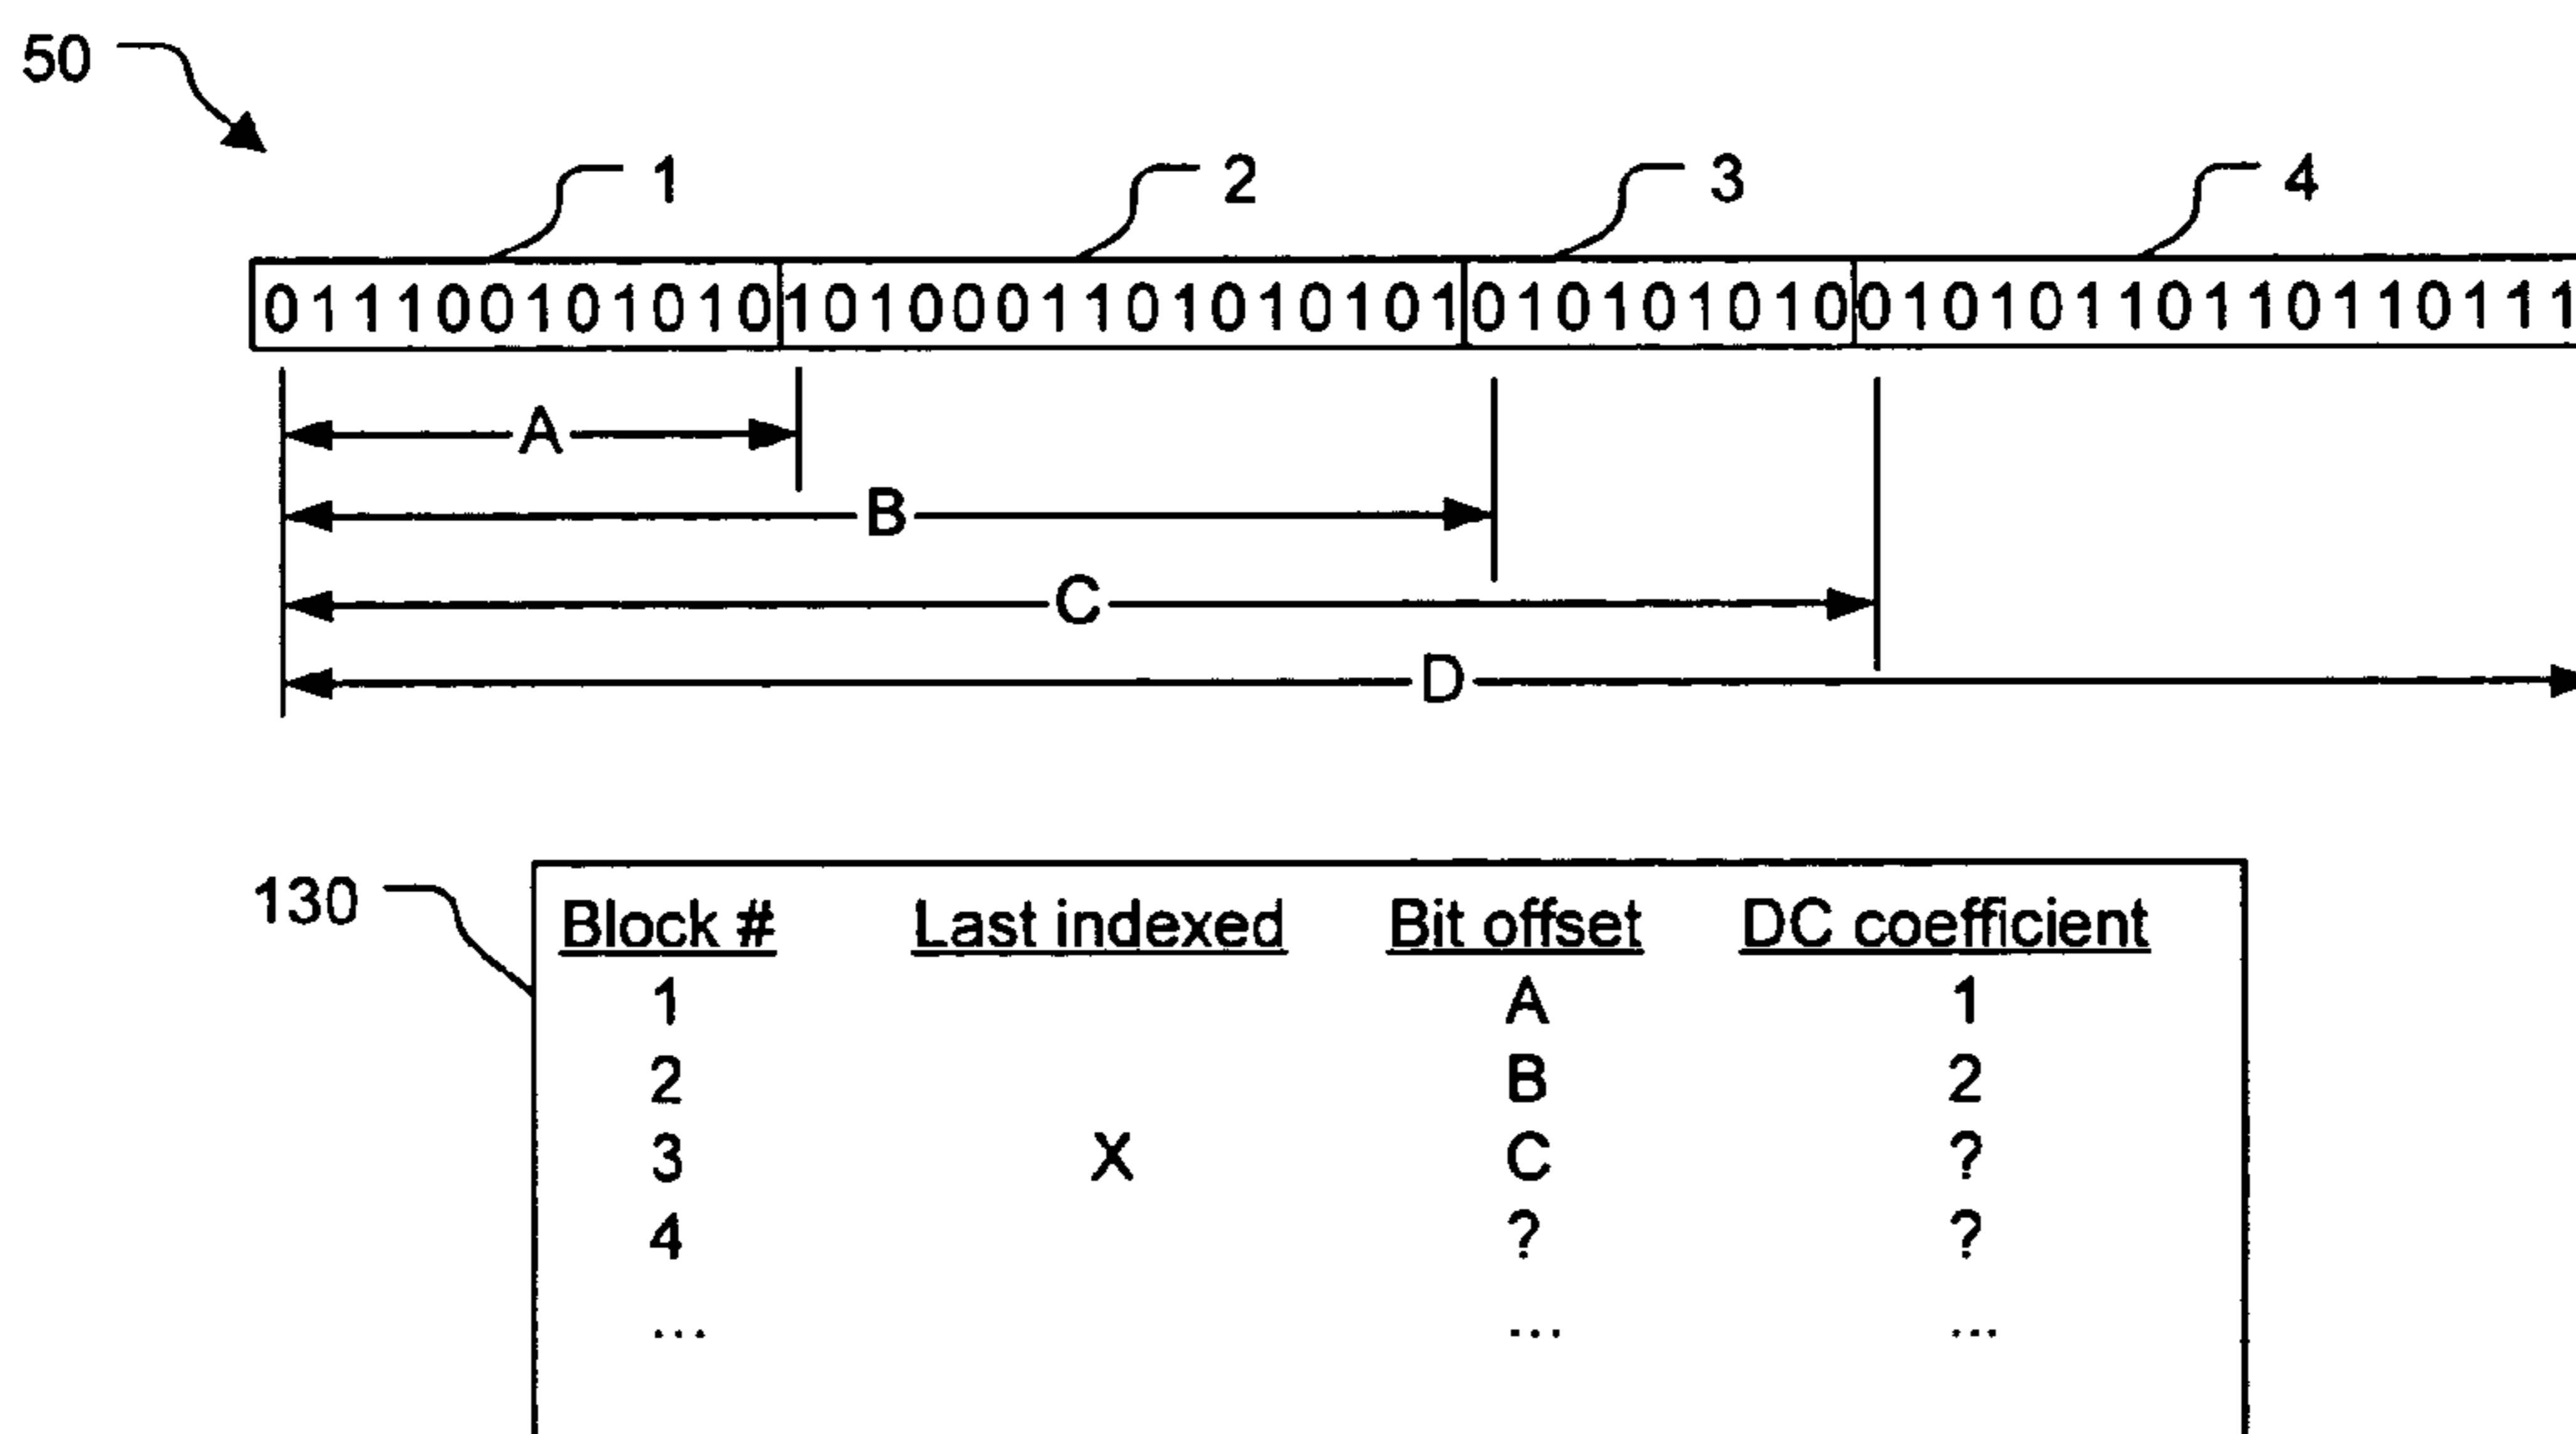 50
1 2 3 4
011100101010 1010001101010101 010101010 01010110110110111
A
B
C
D
130
Block # Last indexed Bit offset DC coefficient
1 A 1
2 B 2
3 X C ?
4 ? ?
... ... ...